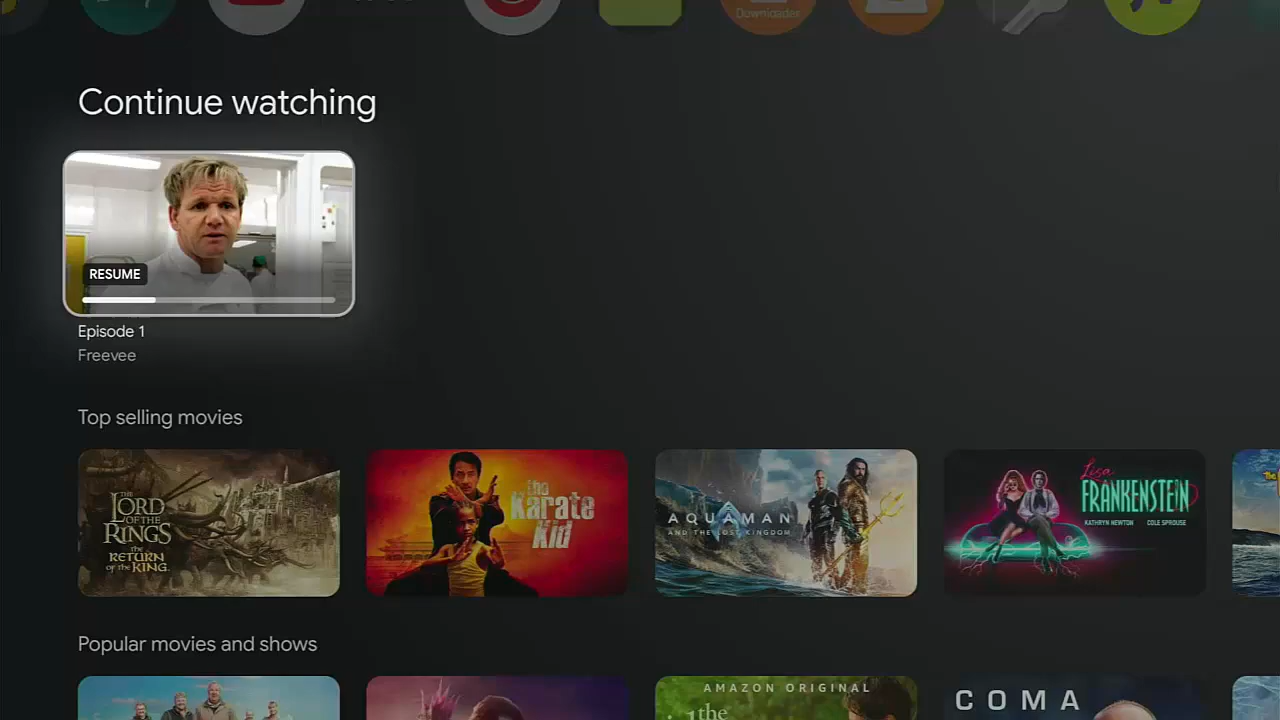 Downloader
Continue watching
RESUME
Episode 1
Freevee
Top selling movies
THE
LORD
OF THE
RINGS
THE
RETURN
OF THE KING
the
Karate
Kid
AQUAMAN
AND THE LOST KINGDOM
Lisa
FRANKENSTEIN
KATHRYN NEWTON COLE SPROUSE
Popular movies and shows
AMAZON ORIGINAL
the
COMA